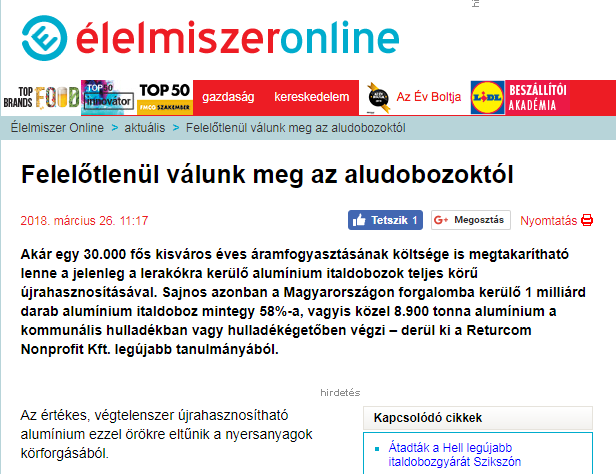 élelmiszeronline
TOP BRANDS FOOD
TOP 50 innovátor
TOP 50 FMCG SZAKEMBER
gazdaság kereskedelem
Az Év Boltja
LIDL BESZÁLLÍTÓI AKADÉMIA
Élelmiszer Online > aktuális > Felelőtlenül válunk meg az aludobozoktól
Felelőtlenül válunk meg az aludobozoktól
2018. március 26. 11:17
Tetszik 1
G+ Megosztás
Nyomtatás
Akár egy 30.000 fős kisváros éves áramfogyasztásának költsége is megtakarítható
lenne a jelenleg a lerakókra kerülő alumínium italdobozok teljes körű
újrahasznosításával. Sajnos azonban a Magyarországon forgalomba kerülő 1 milliárd
darab alumínium italdoboz mintegy 58%-a, vagyis közel 8.900 tonna alumínium a
kommunális hulladékban vagy hulladékégetőben végzi – derül ki a Returcom
Nonprofit Kft. legújabb tanulmányából.
hirdetés
Az értékes, végtelenszer újrahasznosítható
alumínium ezzel örökre eltűnik a nyersanyagok
körforgásából.
Kapcsolódó cikkek
Átadták a Hell legújabb
italdobozgyárát Szikszón